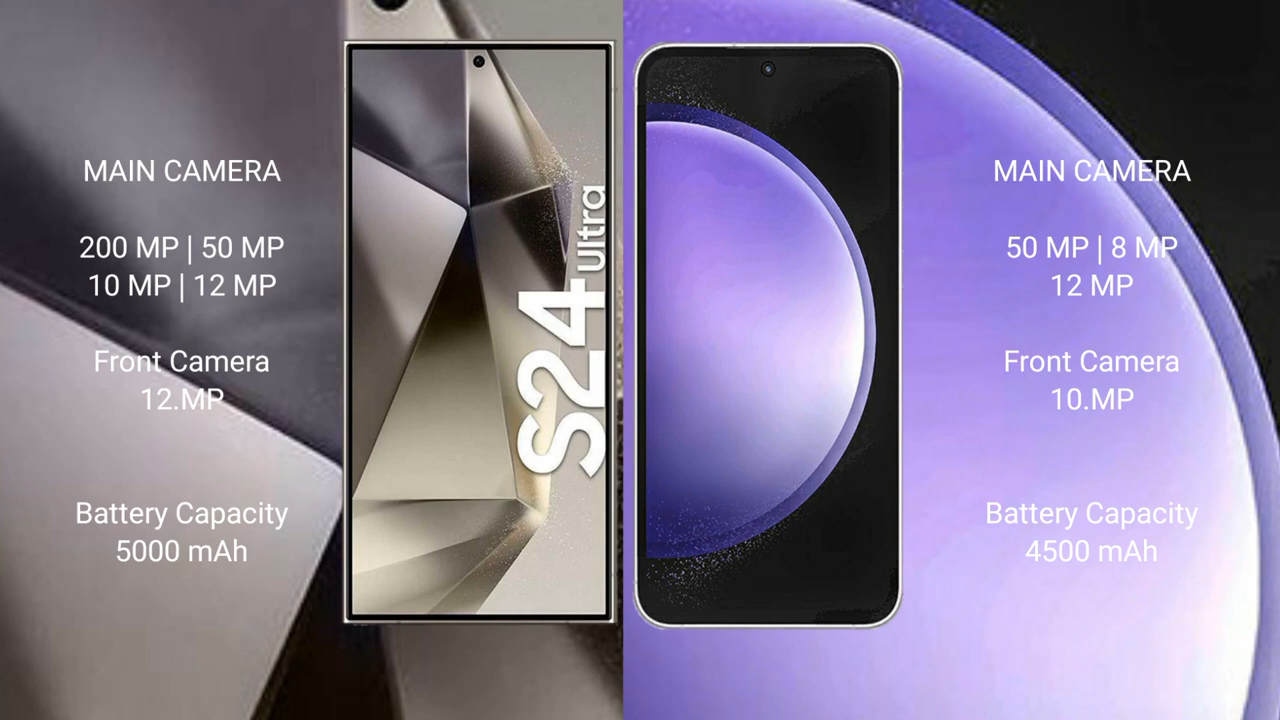 MAIN CAMERA
200 MP | 50 MP
10 MP | 12 MP
Front Camera
12.MP
Battery Capacity
5000 mAh
S24 ultra
MAIN CAMERA
50 MP | 8 MP
12 MP
Front Camera
10.MP
Battery Capacity
4500 mAh